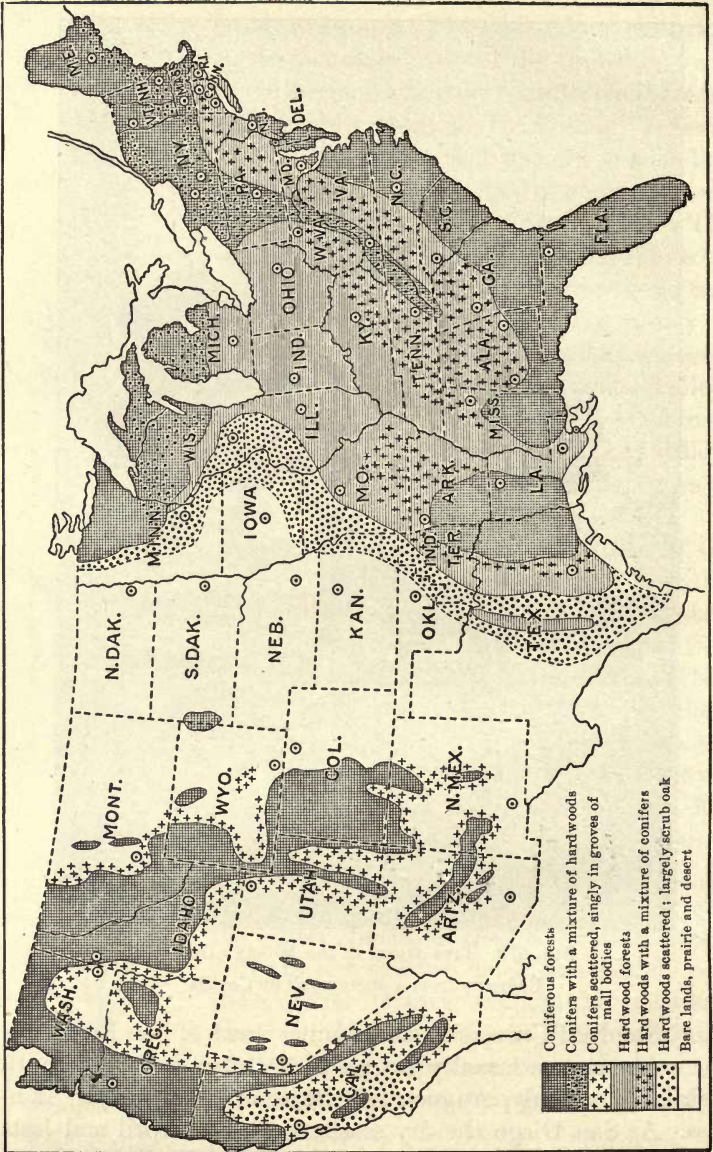 WASH.
MONT.
N.DAK.
MINN.
WIS.
MICH.
ME.
VT.
N.H.
MASS.
R.I.
N.Y.
OREG.
IDAHO
WYO.
S.DAK.
IOWA
ILL.
IND.
OHIO
PA.
DEL.
MD.
NEV.
UTAH
COL.
NEB.
KAN.
MO.
KY.
W.VA.
VA.
CAL.
ARIZ.
N.MEX.
OKL.
IND.
TER.
ARK.
TENN.
N.C.
S.C.
TEX.
LA.
MISS.
ALA.
GA.
FLA.
Coniferous forests
Conifers with a mixture of hardwoods
Conifers scattered, singly in groves of
mall bodies
Hardwood forests
Hardwoods with a mixture of conifers
Hardwoods scattered ; largely scrub oak
Bare lands, prairie and desert